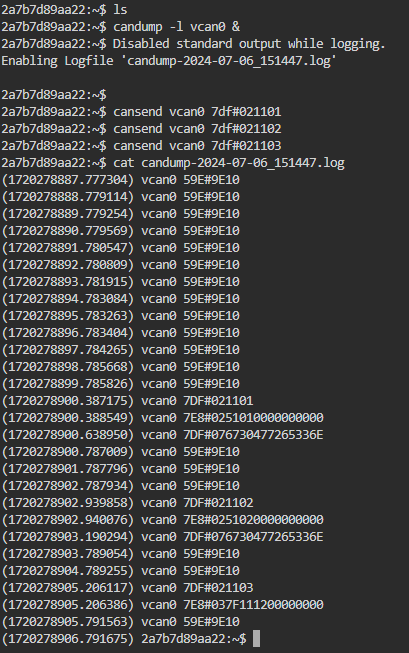 2a7b7d89aa22:~$ ls
2a7b7d89aa22:~$ candump -l vcan0 &
2a7b7d89aa22:~$ Disabled standard output while logging.
Enabling Logfile 'candump-2024-07-06_151447.log'
2a7b7d89aa22:~$
2a7b7d89aa22:~$ cansend vcan0 7df#021101
2a7b7d89aa22:~$ cansend vcan0 7df#021102
2a7b7d89aa22:~$ cansend vcan0 7df#021103
2a7b7d89aa22:~$ cat candump-2024-07-06_151447.log
(1720278887.777304) vcan0 59E#9E10
(1720278888.779114) vcan0 59E#9E10
(1720278889.779254) vcan0 59E#9E10
(1720278890.779569) vcan0 59E#9E10
(1720278891.780547) vcan0 59E#9E10
(1720278892.780809) vcan0 59E#9E10
(1720278893.781915) vcan0 59E#9E10
(1720278894.783084) vcan0 59E#9E10
(1720278895.783263) vcan0 59E#9E10
(1720278896.783404) vcan0 59E#9E10
(1720278897.784265) vcan0 59E#9E10
(1720278898.785668) vcan0 59E#9E10
(1720278899.785826) vcan0 59E#9E10
(1720278900.387175) vcan0 7DF#021101
(1720278900.388549) vcan0 7E8#0251010000000000
(1720278900.638950) vcan0 7DF#076730477265336E
(1720278900.787009) vcan0 59E#9E10
(1720278901.787796) vcan0 59E#9E10
(1720278902.787934) vcan0 59E#9E10
(1720278902.939858) vcan0 7DF#021102
(1720278902.940076) vcan0 7E8#0251020000000000
(1720278903.190294) vcan0 7DF#076730477265336E
(1720278903.789054) vcan0 59E#9E10
(1720278904.789255) vcan0 59E#9E10
(1720278905.206117) vcan0 7DF#021103
(1720278905.206386) vcan0 7E8#037F111200000000
(1720278905.791563) vcan0 59E#9E10
(1720278906.791675) 2a7b7d89aa22:~$